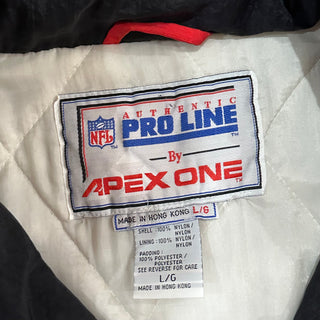 NFL
AUTHENTIC
PRO LINE
By
APEX ONE
MADE IN HONG KONG L/G
SHELL: 100% NYLON/
NYLON
LINING: 100% NYLON/
NYLON
PADDING:
100% POLYESTER/
POLYESTER
SEE REVERSE FOR CARE
L/G
MADE IN HONG KONG